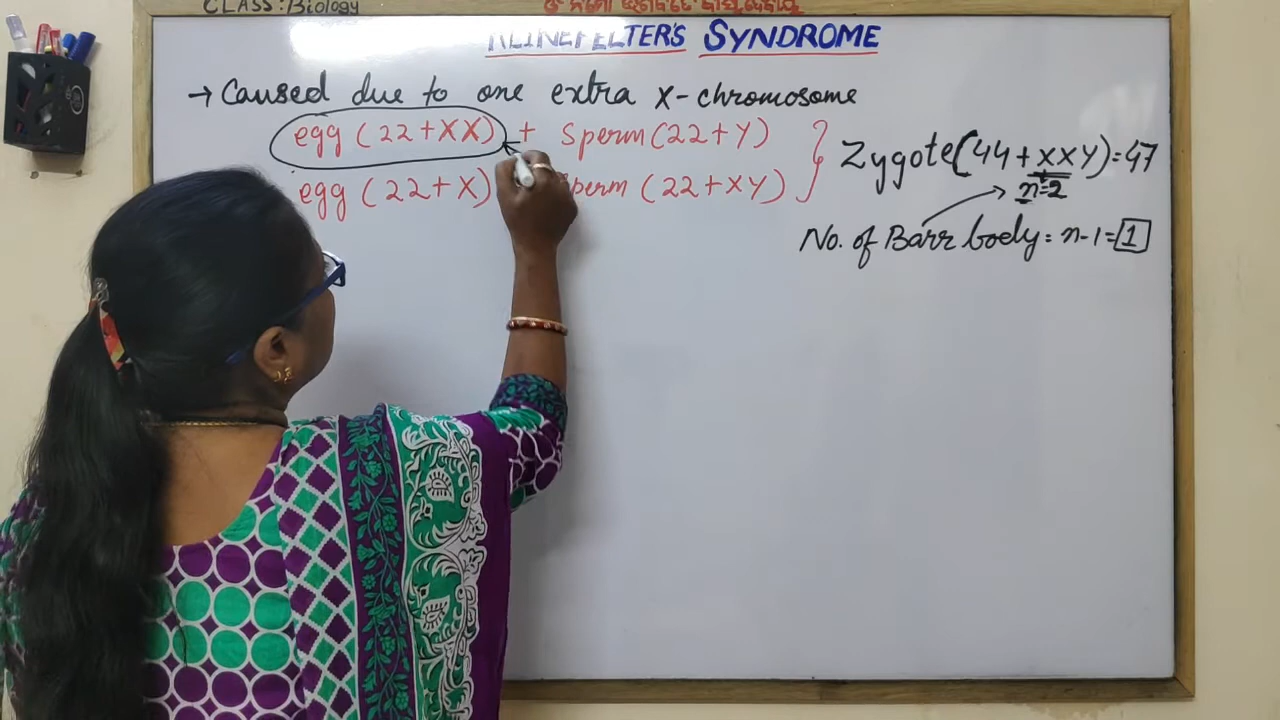 CLASS: Biology
KLINEFELTER'S SYNDROME
→ Caused due to one extra X-chromosome
egg (22+XX) + Sperm (22+Y)
egg (22+X) Sperm (22+XY)
Zygote (44+XXY)=47
n=2
No. of Barr body = n-1=1